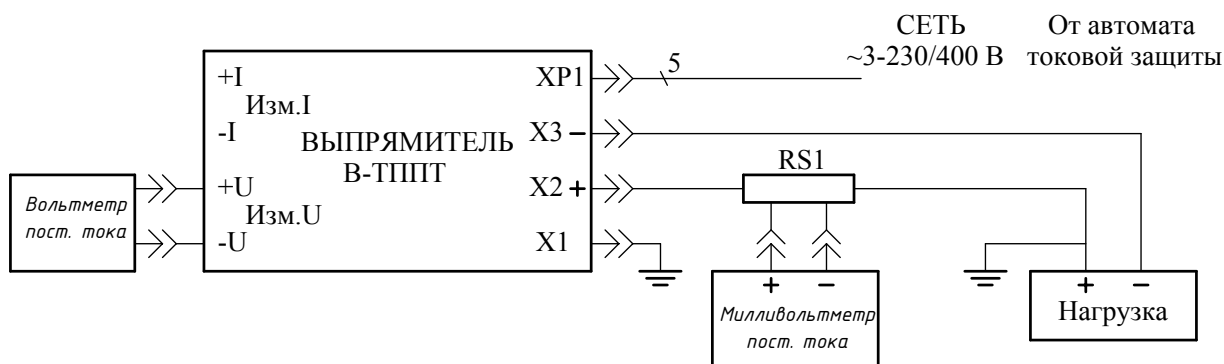 СЕТЬ
~3-230/400 В
От автомата
токовой защиты
+I
Изм.I
-I
+U
Изм.U
-U
ВЫПРЯМИТЕЛЬ
В-ТППТ
XP1
5
X3 −
X2 +
X1
RS1
Вольтметр
пост. тока
+ −
Милливольтметр
пост. тока
+ −
Нагрузка